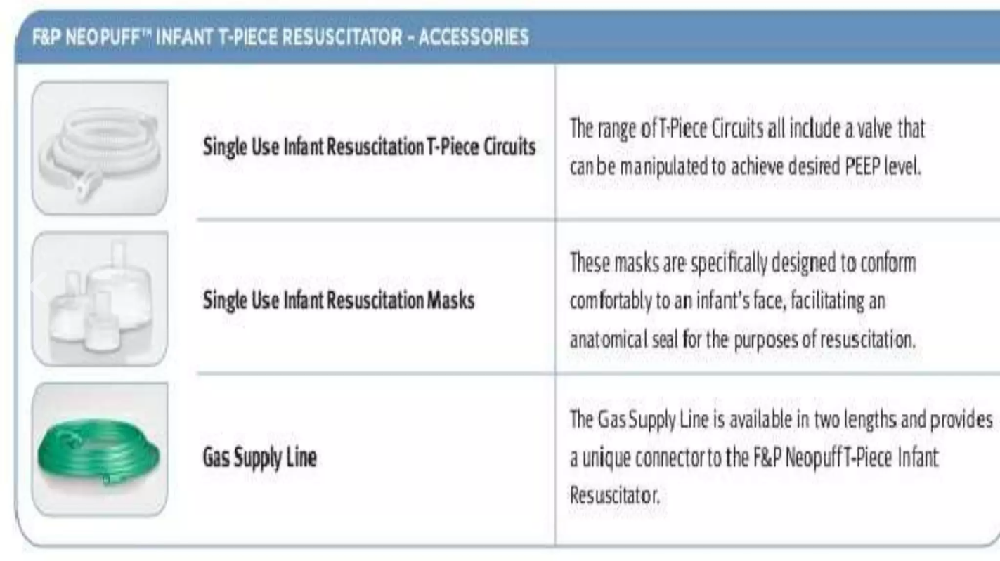 F&P NEOPUFF™ INFANT T-PIECE RESUSCITATOR - ACCESSORIES
Single Use Infant Resuscitation T-Piece Circuits
The range of T-Piece Circuits all include a valve that
can be manipulated to achieve desired PEEP level.
Single Use Infant Resuscitation Masks
These masks are specifically designed to conform
comfortably to an infant's face, facilitating an
anatomical seal for the purposes of resuscitation.
Gas Supply Line
The Gas Supply Line is available in two lengths and provides
a unique connector to the F&P Neopuff T-Piece Infant
Resuscitator.